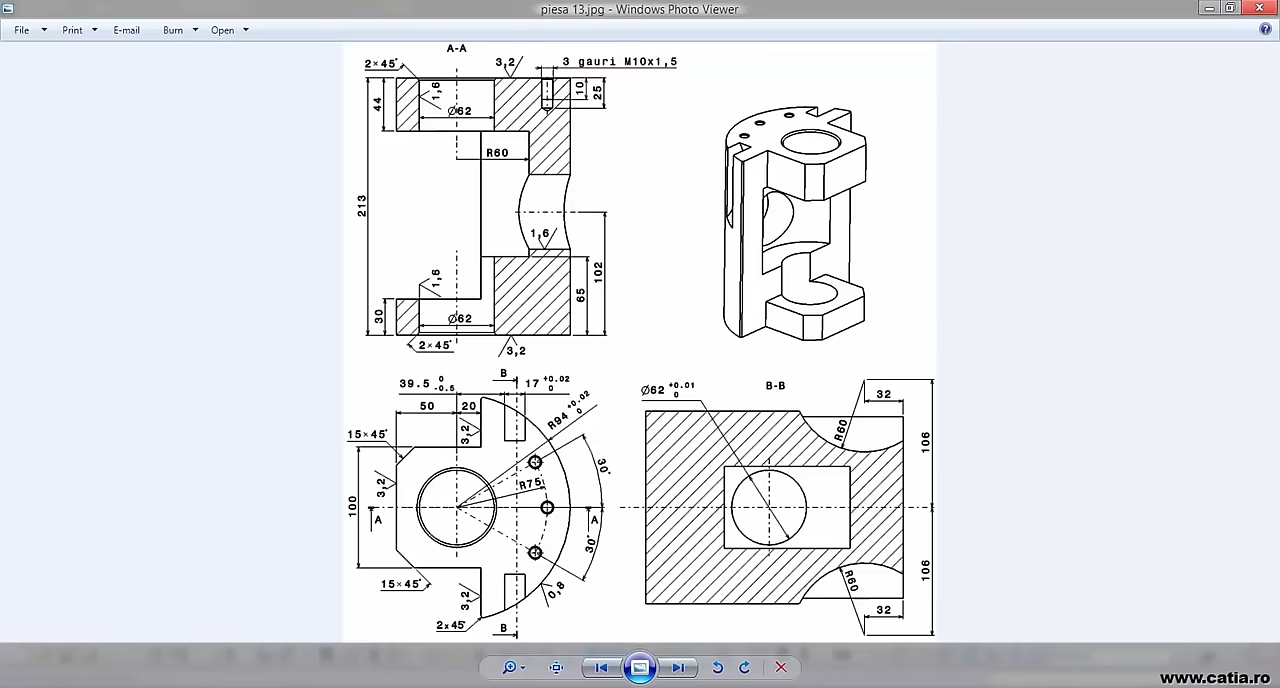 piesa 13.jpg - Windows Photo Viewer
File Print E-mail Burn Open
A-A
2×45°
3,2
3 gauri M10x1,5
1,6
10
25
44
Ø62
R60
213
1,6
102
1,6
65
30
Ø62
2×45°
3,2
39.5 0 -0.5
B
17 +0.02 0
50
20
R94 +0.02 0
3,2
15×45°
30°
R75
3,2
100
A
A
30°
15×45°
3,2
0,8
2x45°
B
Ø62 +0.01 0
B-B
32
R60
106
R60
106
32
www.catia.ro